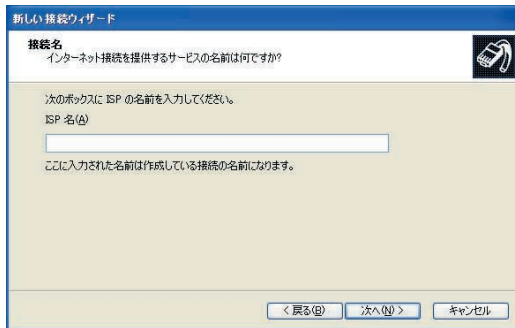 新しい接続ウィザード
接続名
インターネット接続を提供するサービスの名前は何ですか?
次のボックスに ISP の名前を入力してください。
ISP 名(A)
ここに入力された名前は作成している接続の名前になります。
< 戻る(B) 次へ(N) > キャンセル